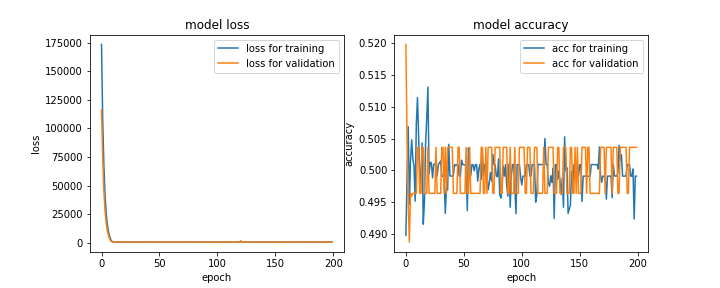 model loss
loss for training
loss for validation
175000
150000
125000
100000
75000
50000
25000
0
loss
0
50
100
150
200
epoch
model accuracy
acc for training
acc for validation
0.520
0.515
0.510
0.505
0.500
0.495
0.490
accuracy
0
50
100
150
200
epoch